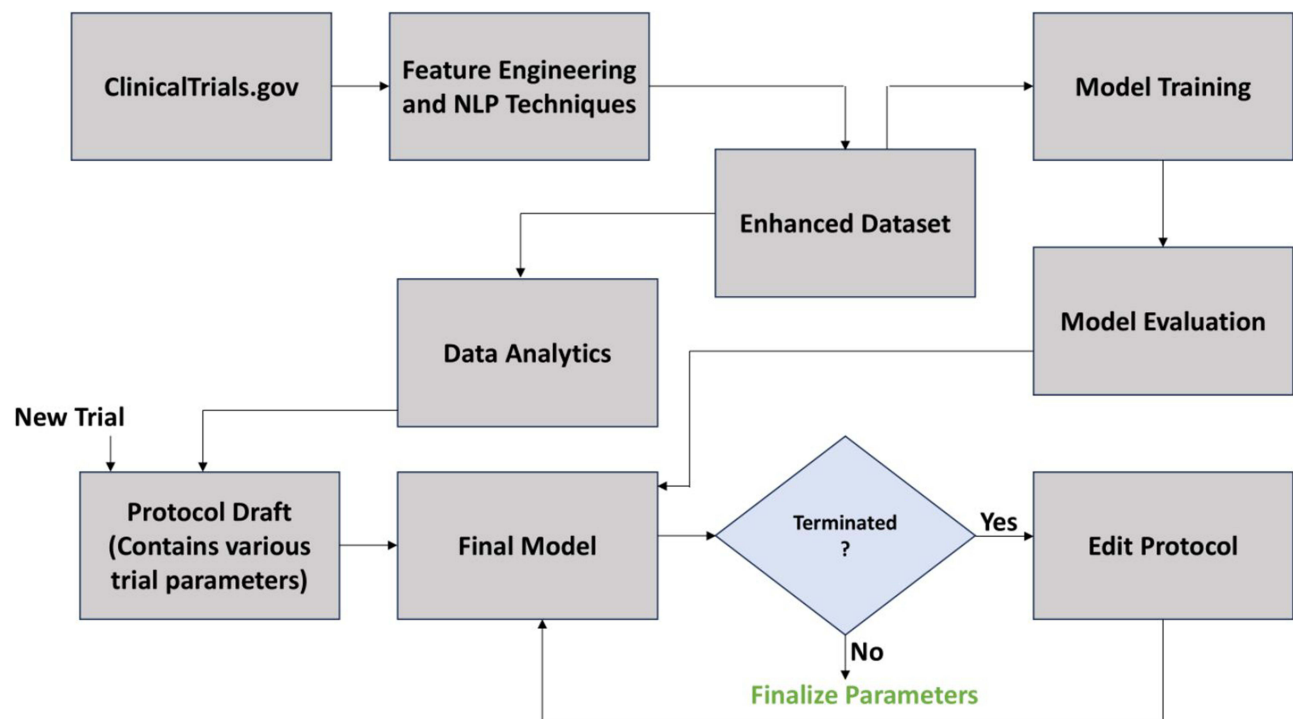 ClinicalTrials.gov
Feature Engineering
and NLP Techniques
Model Training
Enhanced Dataset
Data Analytics
Model Evaluation
New Trial
Protocol Draft
(Contains various
trial parameters)
Final Model
Terminated
?
Yes
Edit Protocol
No
Finalize Parameters